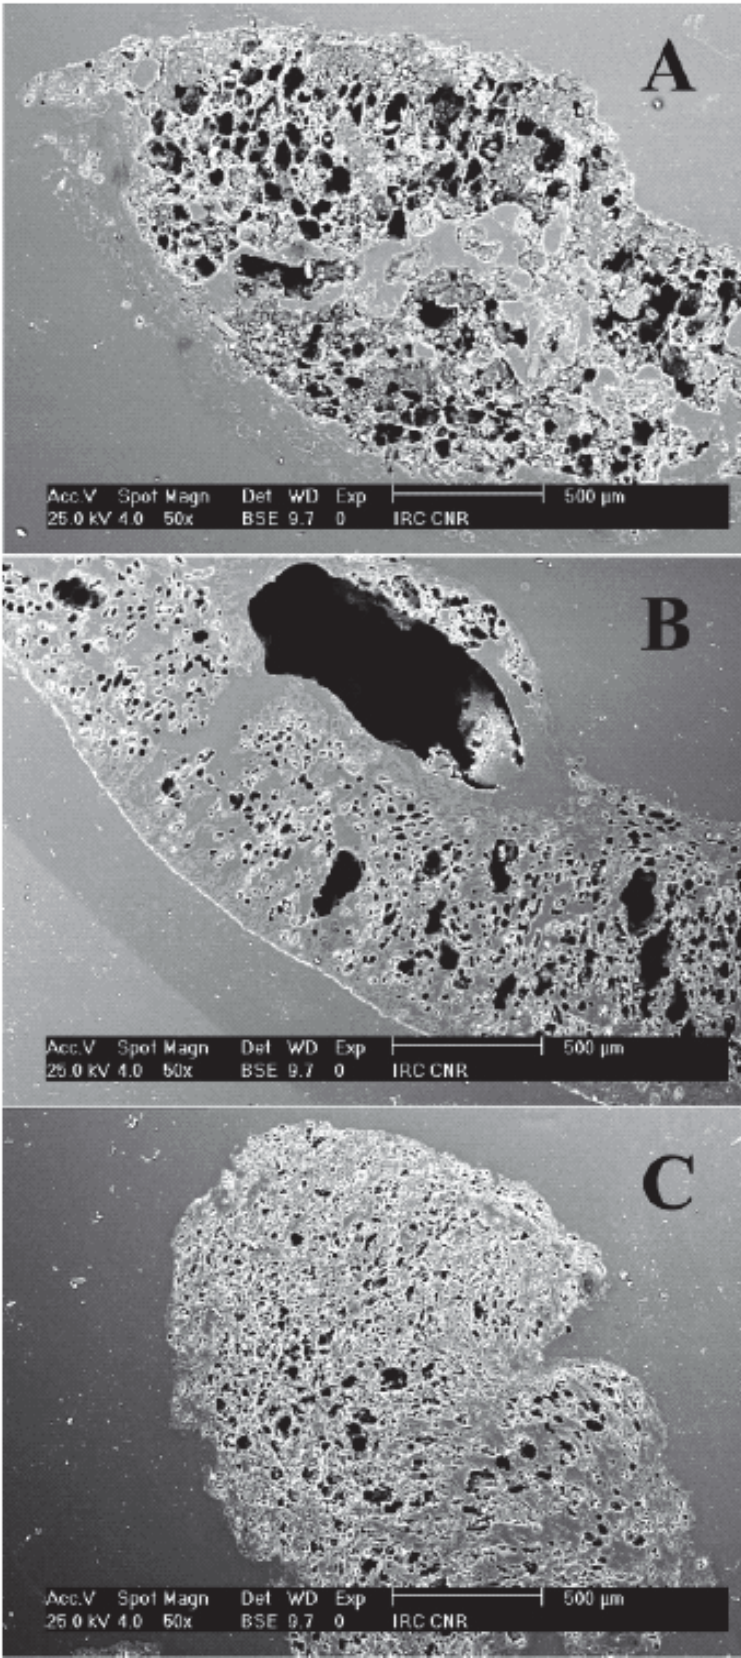 A
Acc.V Spot Magn Det WD Exp 500 µm
25.0 kV 4.0 50x BSE 9.7 0 IRC CNR
B
Acc.V Spot Magn Det WD Exp 500 µm
25.0 kV 4.0 50x BSE 9.7 0 IRC CNR
C
Acc.V Spot Magn Det WD Exp 500 µm
25.0 kV 4.0 50x BSE 9.7 0 IRC CNR